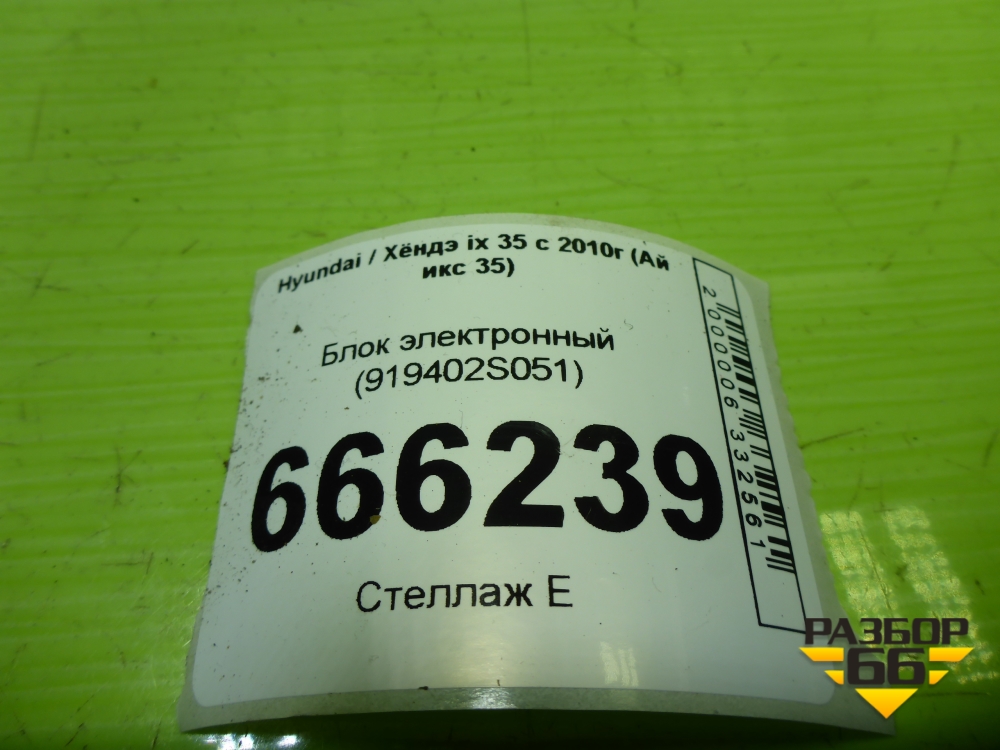 Hyundai / Хёндэ ix 35 с 2010г (Ай
икс 35)
Блок электронный
(919402S051)
666239
Стеллаж Е
2000006332561
РАЗБОР
66